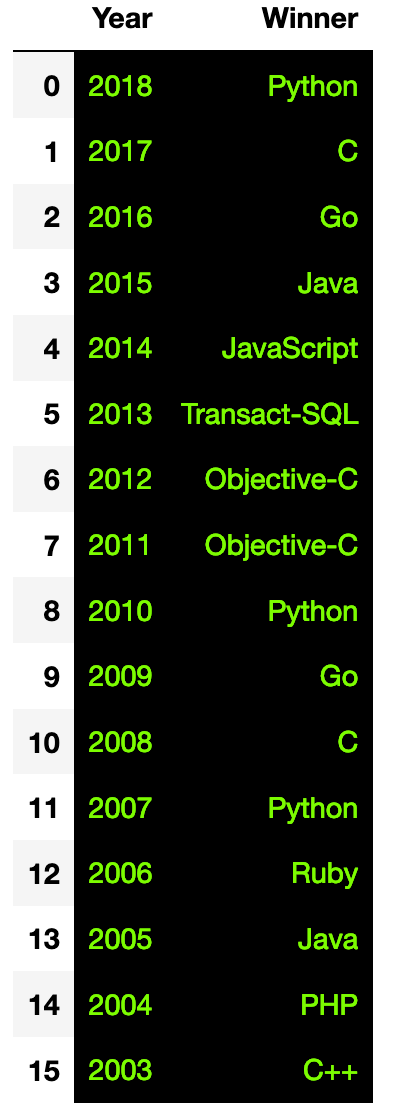 Year Winner
0 2018 Python
1 2017 C
2 2016 Go
3 2015 Java
4 2014 JavaScript
5 2013 Transact-SQL
6 2012 Objective-C
7 2011 Objective-C
8 2010 Python
9 2009 Go
10 2008 C
11 2007 Python
12 2006 Ruby
13 2005 Java
14 2004 PHP
15 2003 C++